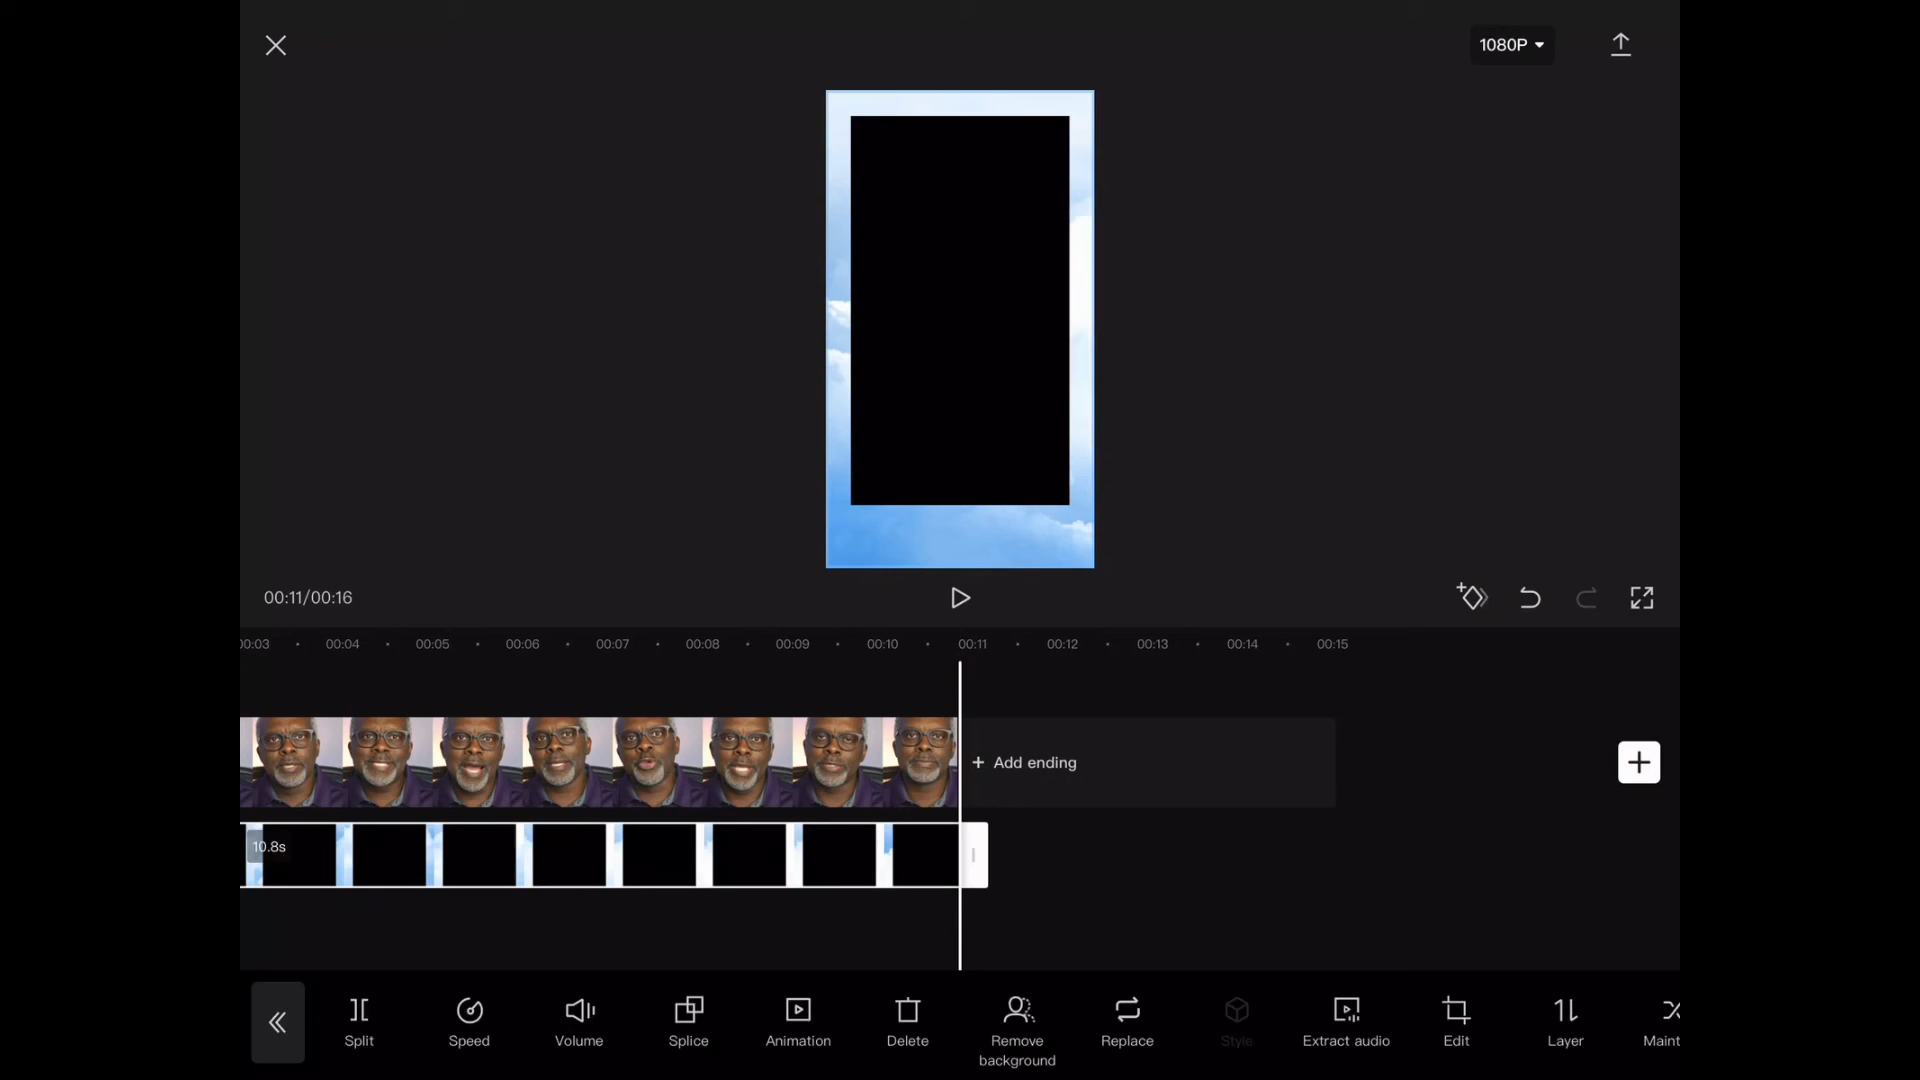 1080P
00:11/00:16
00:03 00:04 00:05 00:06 00:07 00:08 00:09 00:10 00:11 00:12 00:13 00:14 00:15
+ Add ending
10.8s
Split Speed Volume Splice Animation Delete Remove background Replace Style Extract audio Edit Layer Maint